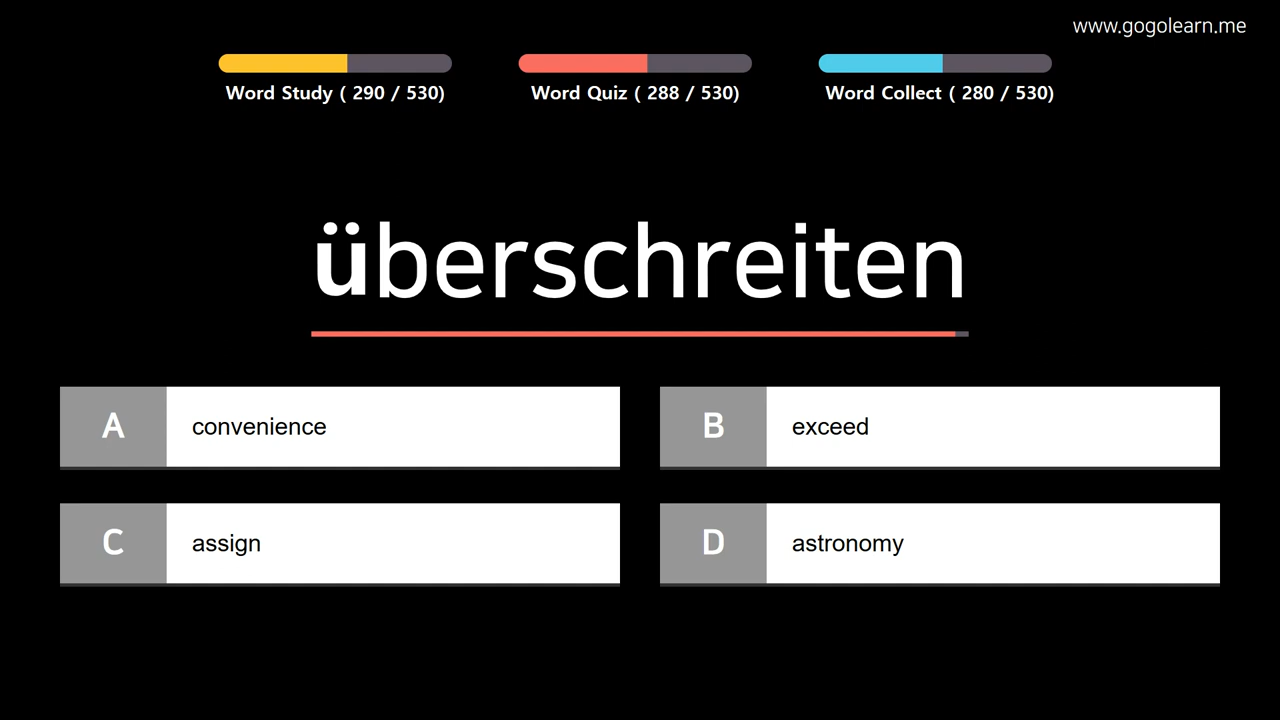 www.gogolearn.me
Word Study ( 290 / 530)
Word Quiz ( 288 / 530)
Word Collect ( 280 / 530)
überschreiten
A convenience
B exceed
C assign
D astronomy